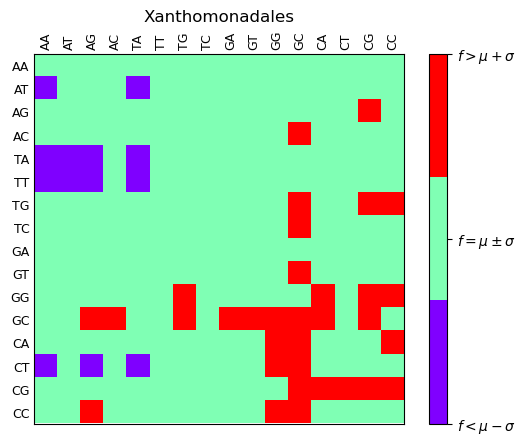 Xanthomonadales
AA AT AG AC TA TT TG TC GA GT GG GC CA CT CG CC
AA
AT
AG
AC
TA
TT
TG
TC
GA
GT
GG
GC
CA
CT
CG
CC
f > μ + σ
f = μ ± σ
f < μ − σ